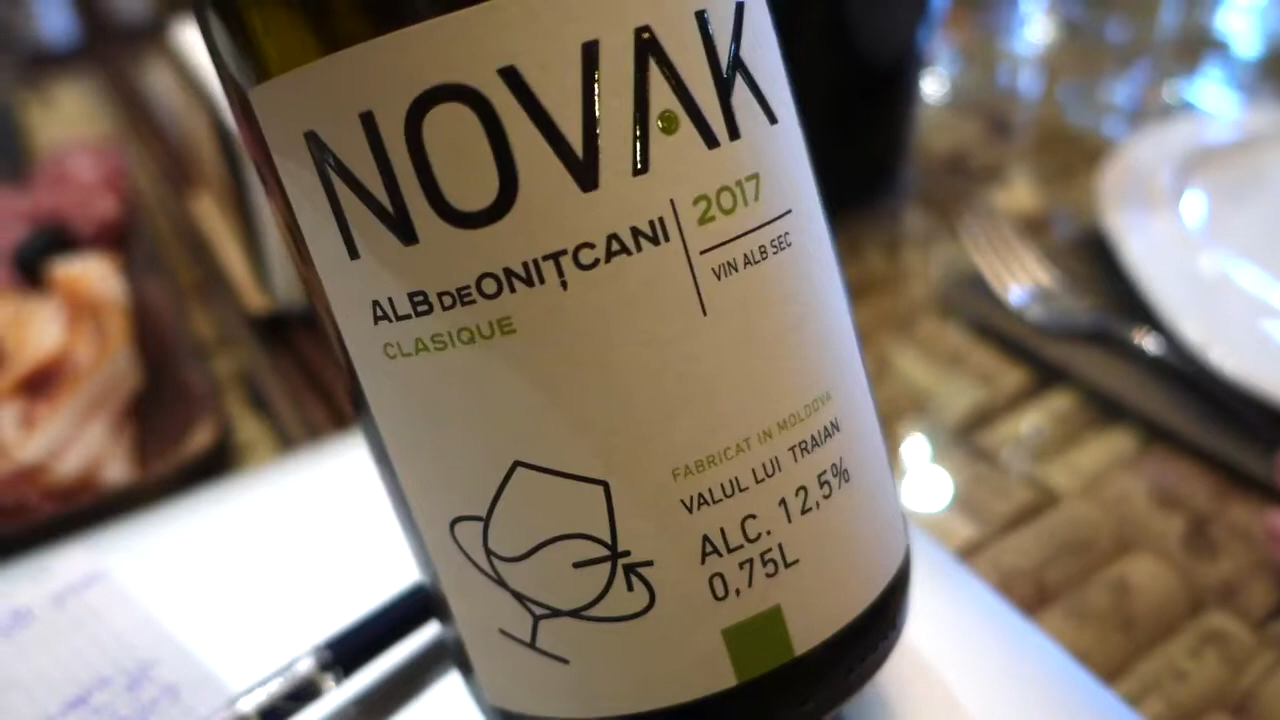 NOVAK
ALB DE ONIȚCANI
CLASIQUE
2017
VIN ALB SEC
FABRICAT IN MOLDOVA
VALUL LUI TRAIAN
ALC. 12,5%
0,75L